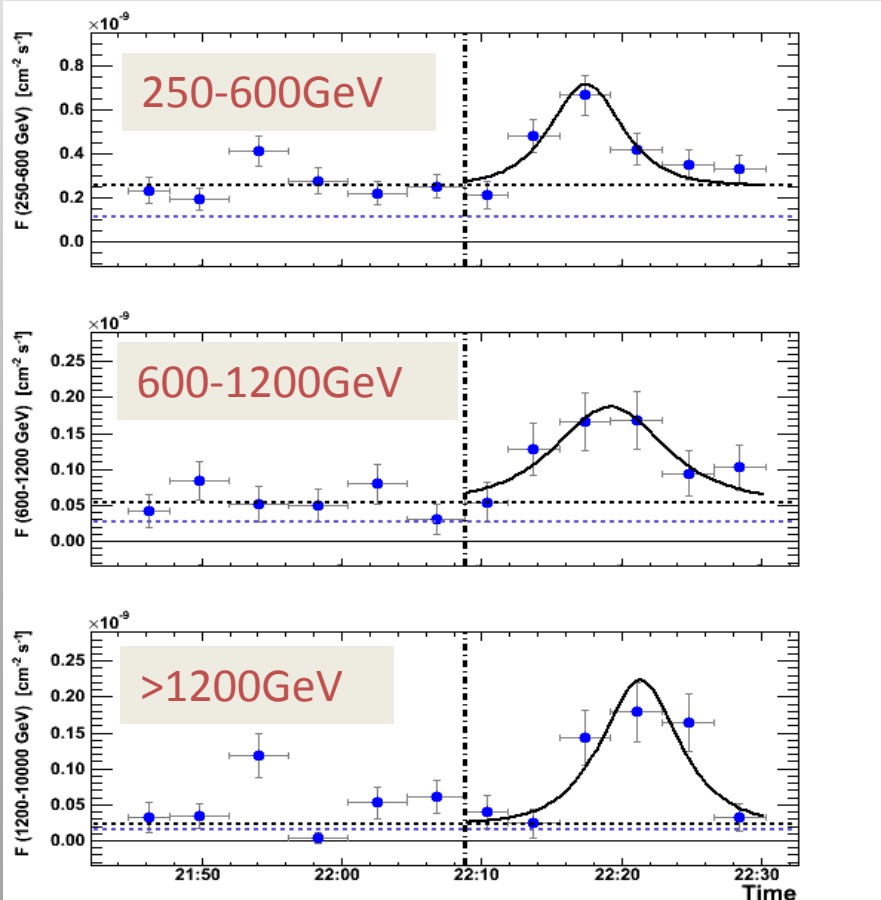 ×10⁻⁹
F (250-600 GeV) [cm⁻² s⁻¹]
250-600GeV
0.8
0.6
0.4
0.2
0.0
×10⁻⁹
F (600-1200 GeV) [cm⁻² s⁻¹]
600-1200GeV
0.25
0.20
0.15
0.10
0.05
0.00
×10⁻⁹
F (1200-10000 GeV) [cm⁻² s⁻¹]
>1200GeV
0.25
0.20
0.15
0.10
0.05
0.00
21:50 22:00 22:10 22:20 22:30
Time